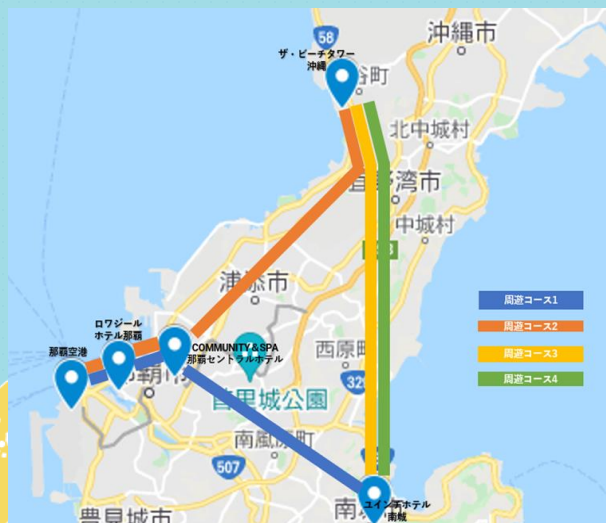 沖縄市
58
ザ・ビーチタワー
沖縄
谷町
北中城村
宜野湾市
中城村
浦添市
周遊コース1
周遊コース2
周遊コース3
周遊コース4
ロワジール
ホテル那覇
那覇空港
COMMUNITY&SPA
那覇セントラルホテル
西原町
首里城公園
南風原町
507
ユインチホテル
南城
豊見城市